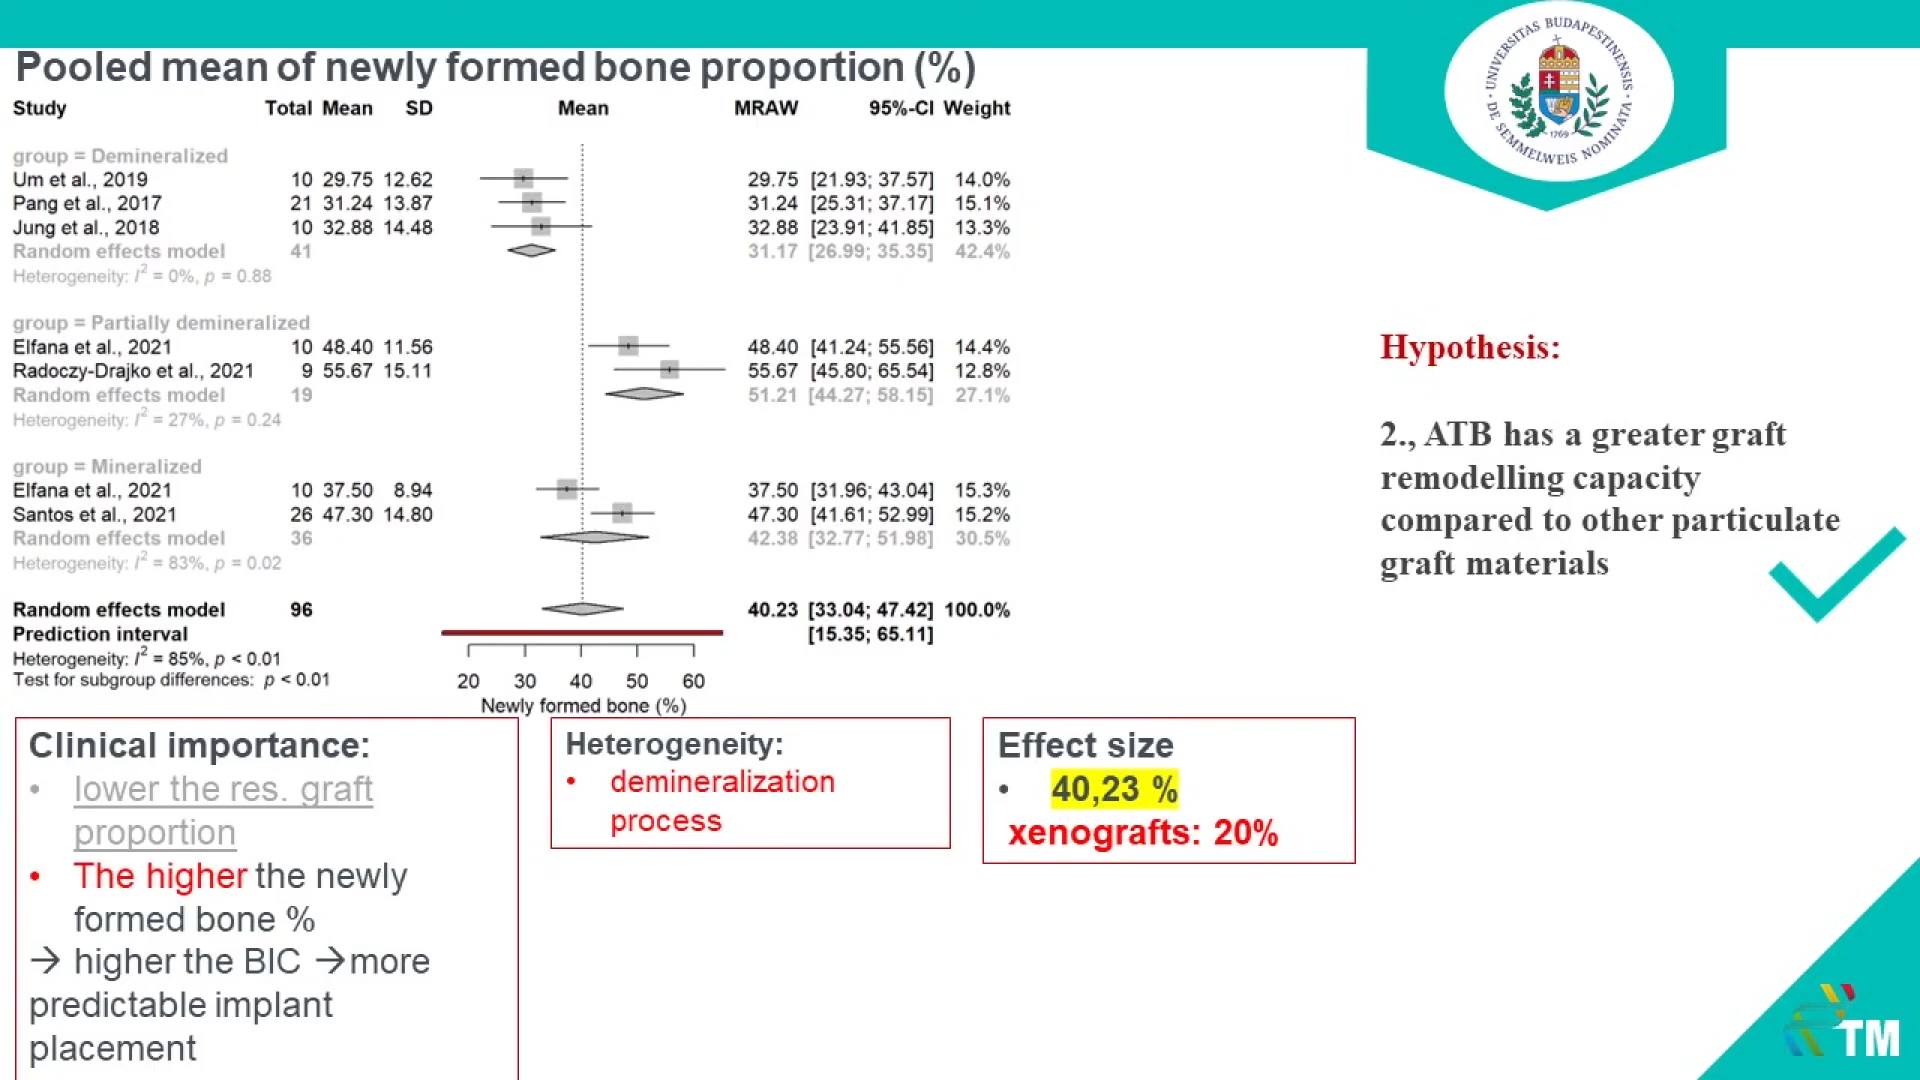 Pooled mean of newly formed bone proportion (%)
Study Total Mean SD Mean MRAW 95%-CI Weight
group = Demineralized
Um et al., 2019 10 29.75 12.62 29.75 [21.93; 37.57] 14.0%
Pang et al., 2017 21 31.24 13.87 31.24 [25.31; 37.17] 15.1%
Jung et al., 2018 10 32.88 14.48 32.88 [23.91; 41.85] 13.3%
Random effects model 41 31.17 [26.99; 35.35] 42.4%
Heterogeneity: I² = 0%, p = 0.88
group = Partially demineralized
Elfana et al., 2021 10 48.40 11.56 48.40 [41.24; 55.56] 14.4%
Radoczy-Drajko et al., 2021 9 55.67 15.11 55.67 [45.80; 65.54] 12.8%
Random effects model 19 51.21 [44.27; 58.15] 27.1%
Heterogeneity: I² = 27%, p = 0.24
group = Mineralized
Elfana et al., 2021 10 37.50 8.94 37.50 [31.96; 43.04] 15.3%
Santos et al., 2021 26 47.30 14.80 47.30 [41.61; 52.99] 15.2%
Random effects model 36 42.38 [32.77; 51.98] 30.5%
Heterogeneity: I² = 83%, p = 0.02
Random effects model 96 40.23 [33.04; 47.42] 100.0%
Prediction interval [15.35; 65.11]
Heterogeneity: I² = 85%, p < 0.01
Test for subgroup differences: p < 0.01
20 30 40 50 60
Newly formed bone (%)
Clinical importance:
• lower the res. graft
proportion
• The higher the newly
formed bone %
→ higher the BIC →more
predictable implant
placement
Heterogeneity:
• demineralization
process
Effect size
• 40,23 %
xenografts: 20%
UNIVERSITAS BUDAPESTINENSIS
DE SEMMELWEIS NOMINATA
1769
Hypothesis:
2., ATB has a greater graft
remodelling capacity
compared to other particulate
graft materials
TM